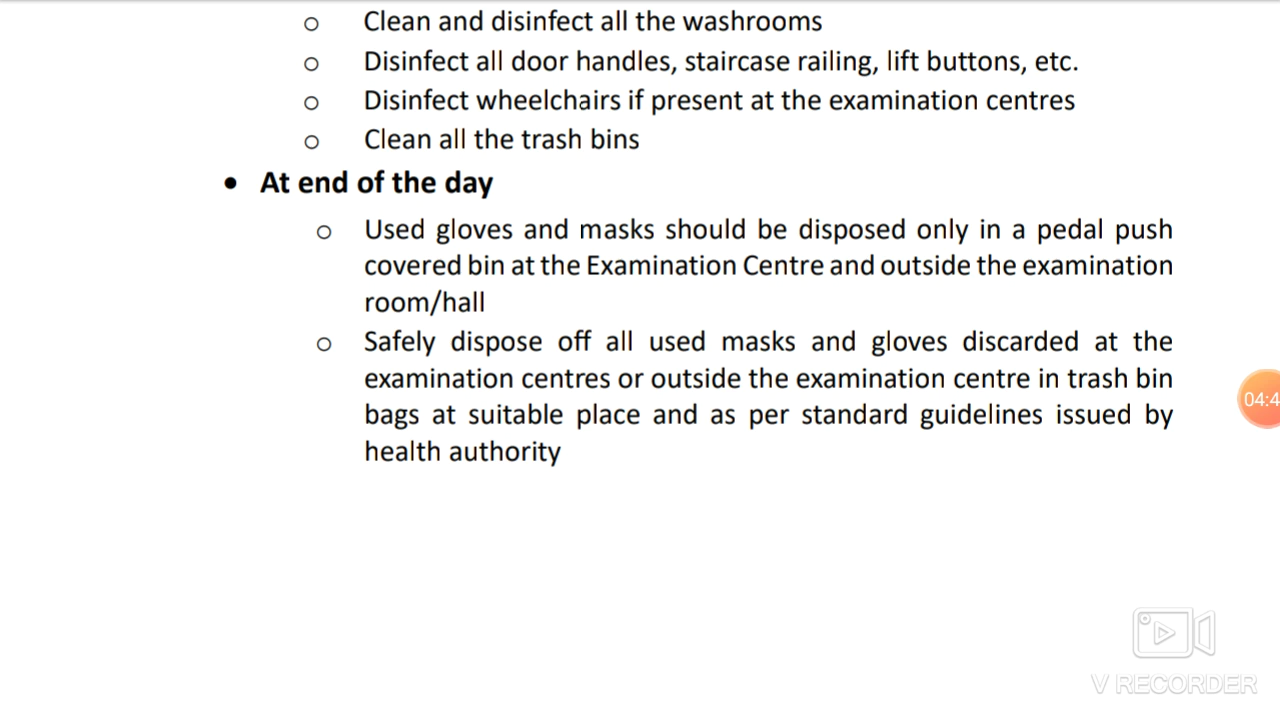 o Clean and disinfect all the washrooms
o Disinfect all door handles, staircase railing, lift buttons, etc.
o Disinfect wheelchairs if present at the examination centres
o Clean all the trash bins
• At end of the day
o Used gloves and masks should be disposed only in a pedal push
covered bin at the Examination Centre and outside the examination
room/hall
o Safely dispose off all used masks and gloves discarded at the
examination centres or outside the examination centre in trash bin
bags at suitable place and as per standard guidelines issued by
health authority
04:4
V RECORDER